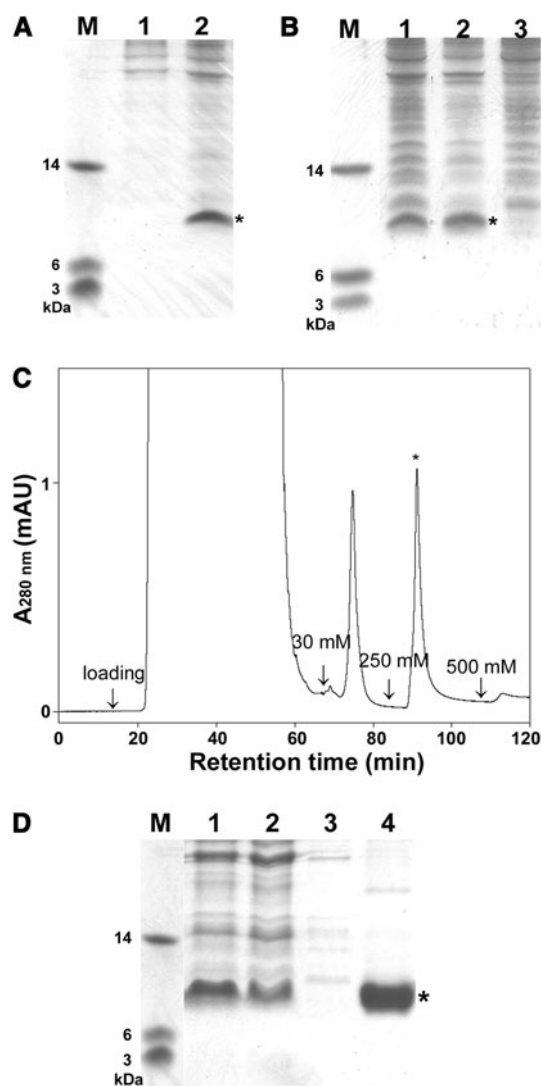 A M 1 2
14
*
6
3
kDa
B M 1 2 3
14
*
6
3
kDa
C
A280 nm (mAU)
1
0
loading
30 mM
250 mM
*
500 mM
0 20 40 60 80 100 120
Retention time (min)
D M 1 2 3 4
14
*
6
3
kDa